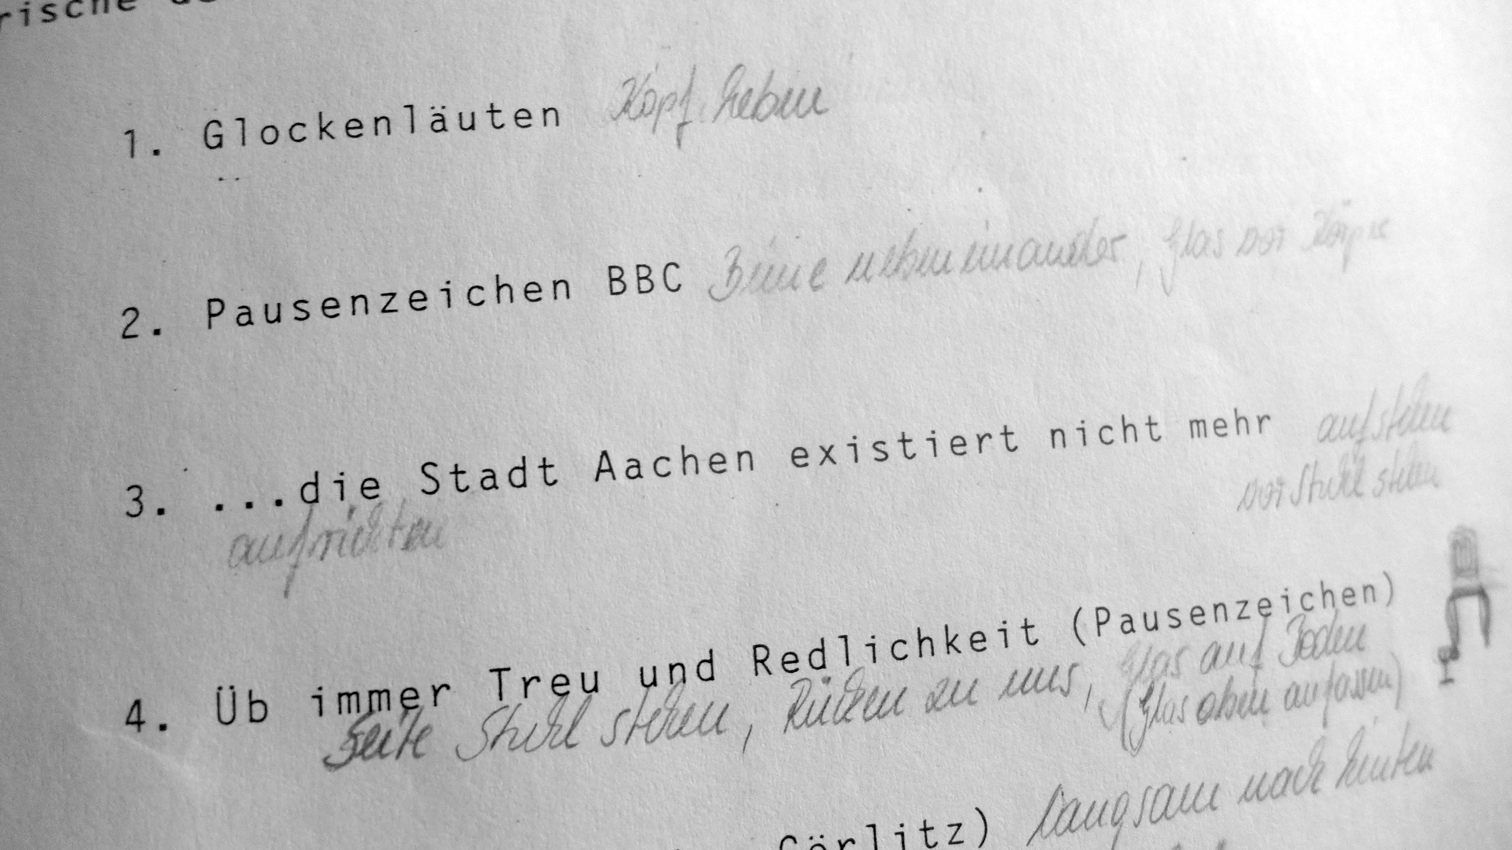 rische
1. Glockenläuten Kopf heben
2. Pausenzeichen BBC Beine nebeneinander, Glas vor Körper
3. ...die Stadt Aachen existiert nicht mehr aufstehen
vor Stuhl stehen
aufrichten
4. Üb immer Treu und Redlichkeit (Pausenzeichen)
Seite Stuhl stehen, Rücken zu uns, Glas auf Boden
(Glas oben anfassen)
Görlitz) langsam nach hinten